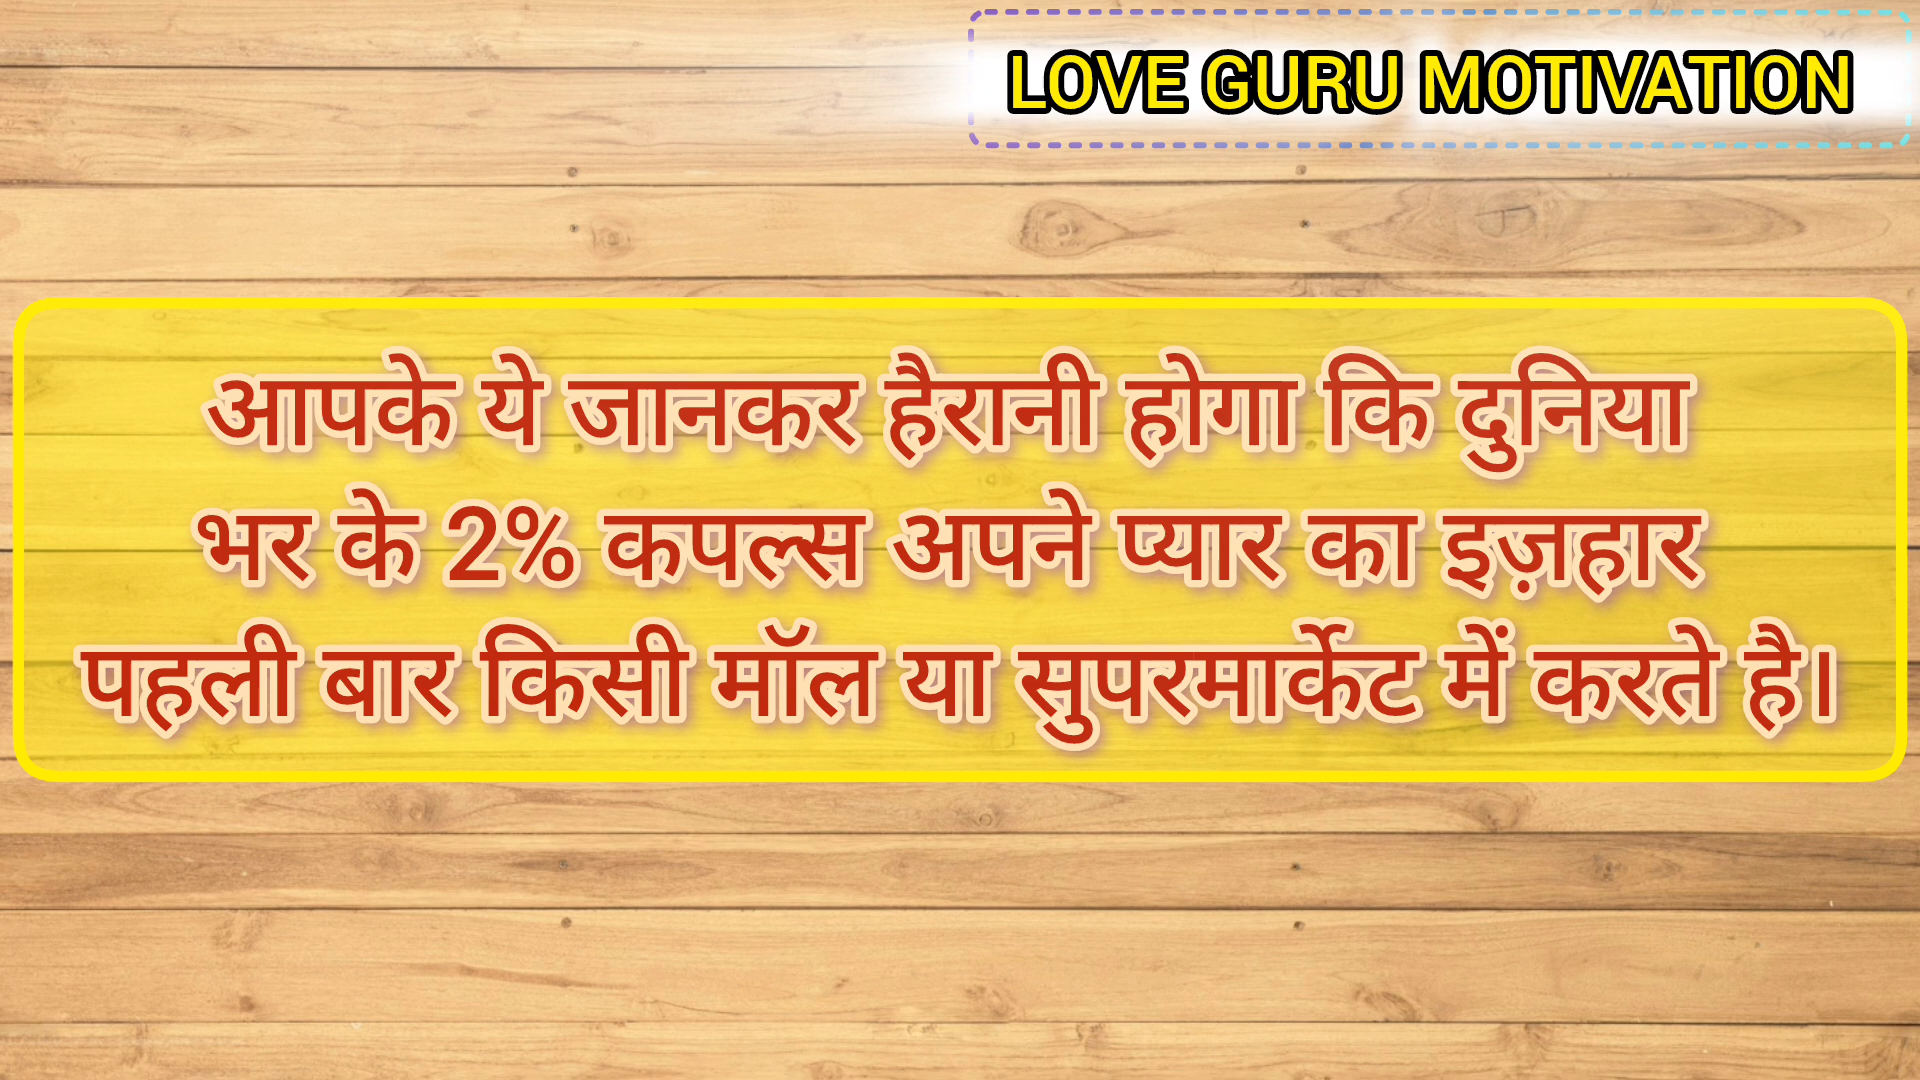 LOVE GURU MOTIVATION
आपके ये जानकर हैरानी होगा कि दुनिया
भर के 2% कपल्स अपने प्यार का इज़हार
पहली बार किसी मॉल या सुपरमार्केट में करते है।